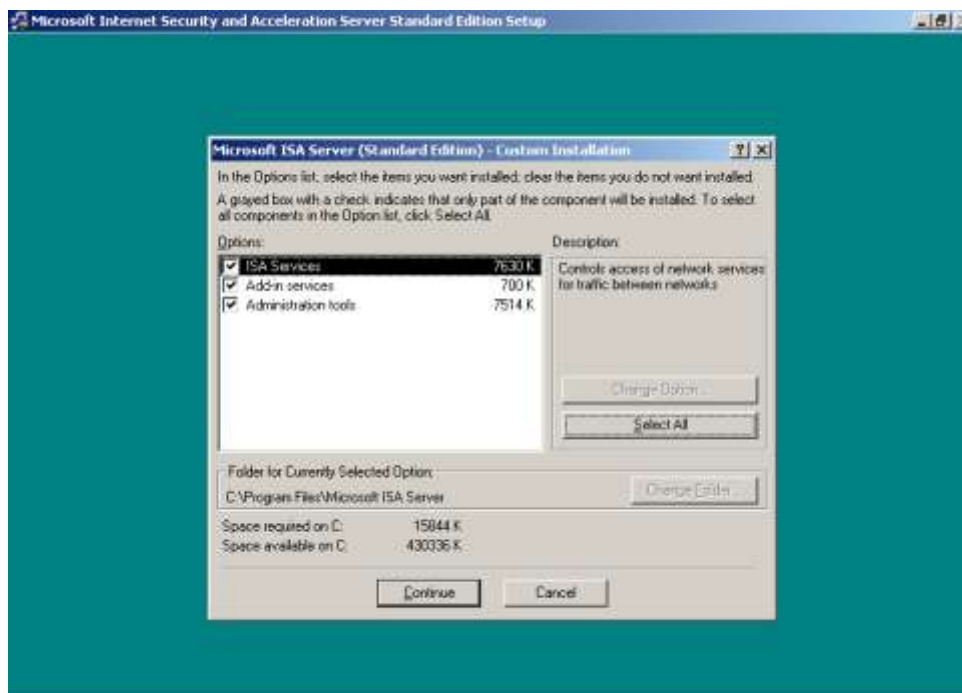 Microsoft Internet Security and Acceleration Server Standard Edition Setup
Microsoft ISA Server (Standard Edition) - Custom Installation
In the Options list, select the items you want installed; clear the items you do not want installed.
A grayed box with a check indicates that only part of the component will be installed. To select
all components in the Option list, click Select All.
Options:
Description:
ISA Services 7630 K
Add-in services 700 K
Administration tools 7514 K
Controls access of network services
for traffic between networks
Change Option...
Select All
Folder for Currently Selected Option:
C:\Program Files\Microsoft ISA Server
Change Folder...
Space required on C: 15844 K
Space available on C: 430336 K
Continue
Cancel